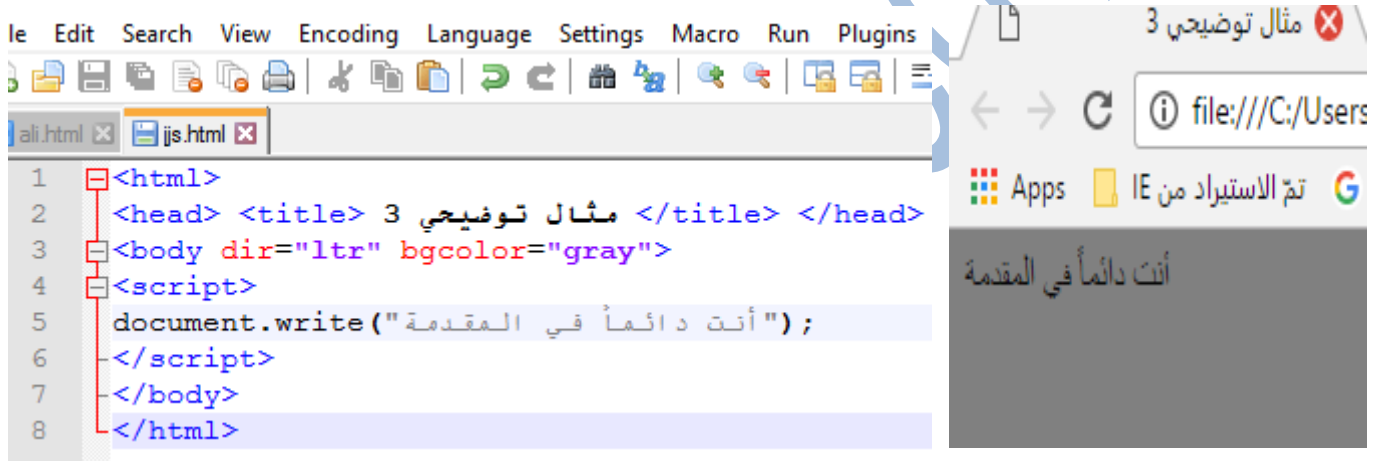 le Edit Search View Encoding Language Settings Macro Run Plugins
ali.html jjs.html
1 <html>
2 <head> <title> مثال توضيحي 3 </title> </head>
3 <body dir="ltr" bgcolor="gray">
4 <script>
5 document.write("أنت دائماً في المقدمة");
6 </script>
7 </body>
8 </html>
مثال توضيحي 3
file:///C:/Users
Apps تمّ الاستيراد من IE G
أنت دائماً في المقدمة